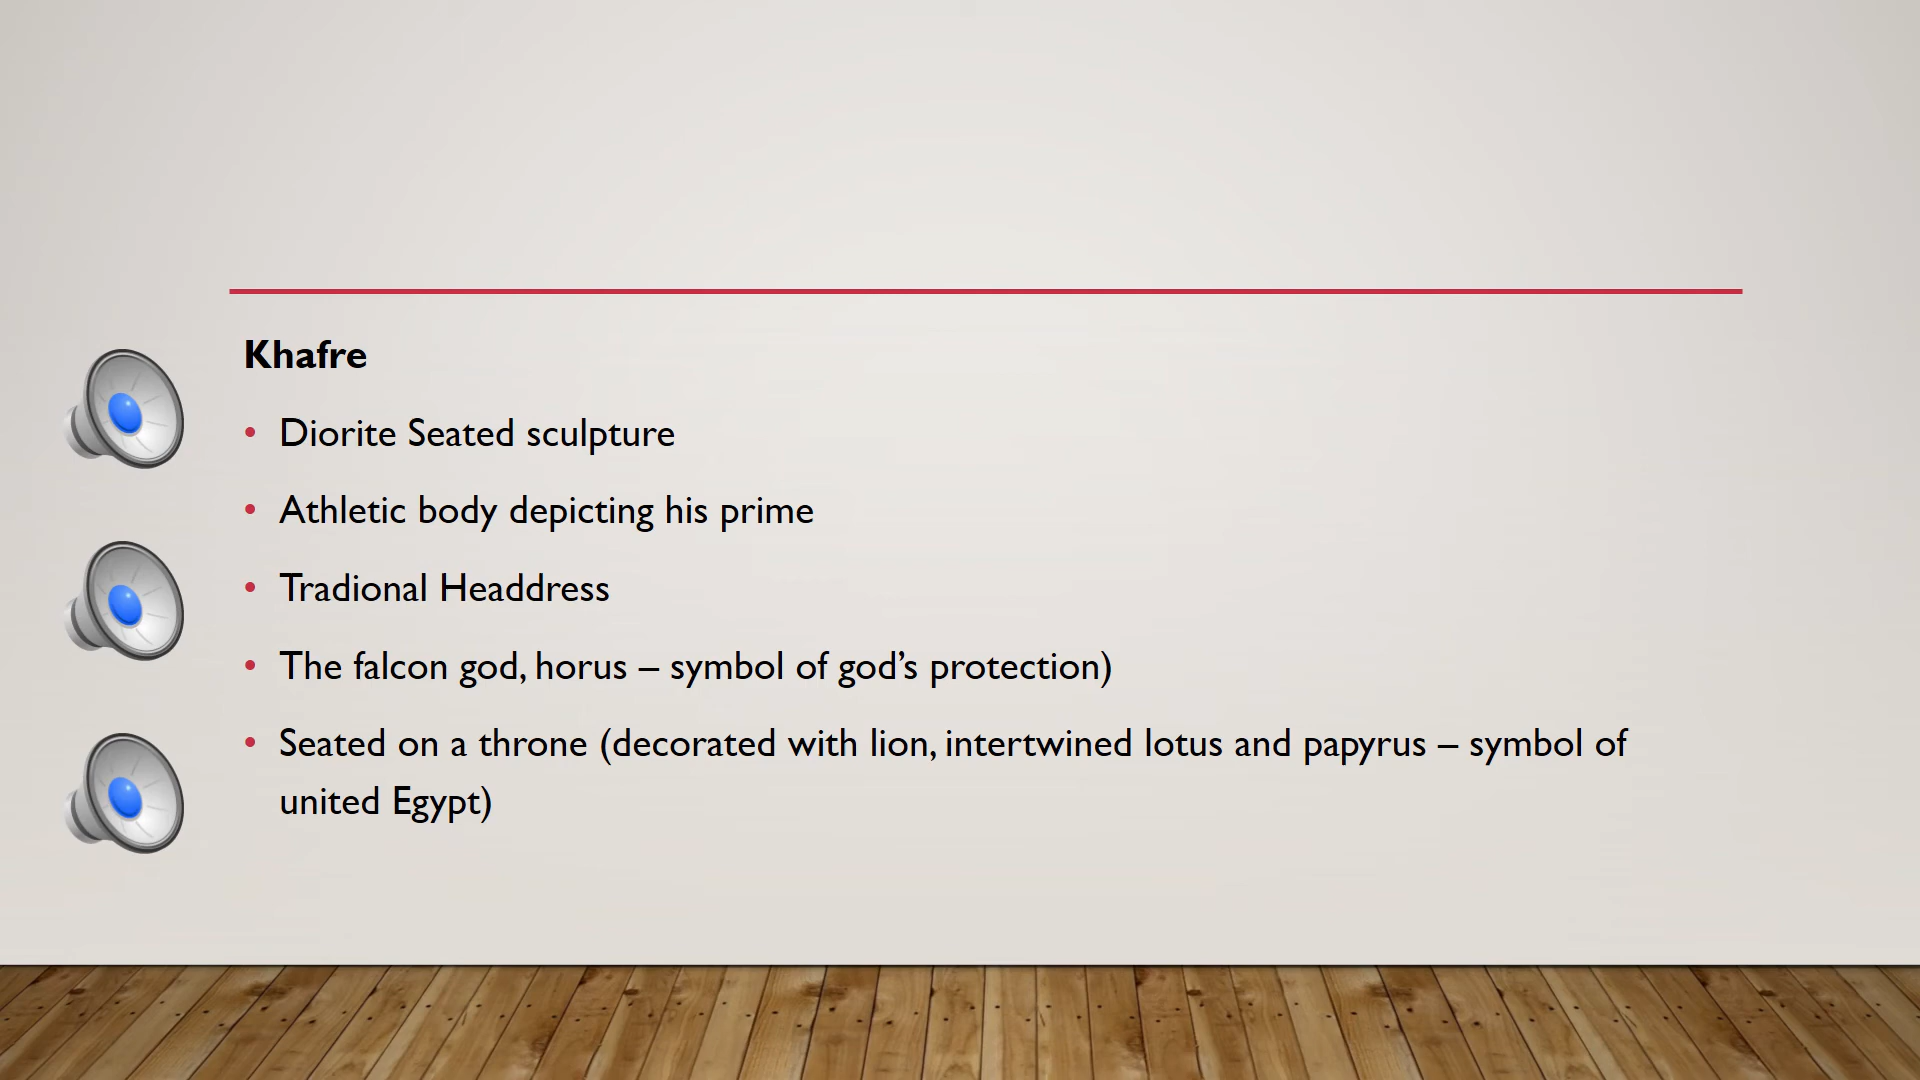 Khafre
• Diorite Seated sculpture
• Athletic body depicting his prime
• Tradional Headdress
• The falcon god, horus – symbol of god’s protection)
• Seated on a throne (decorated with lion, intertwined lotus and papyrus – symbol of
united Egypt)